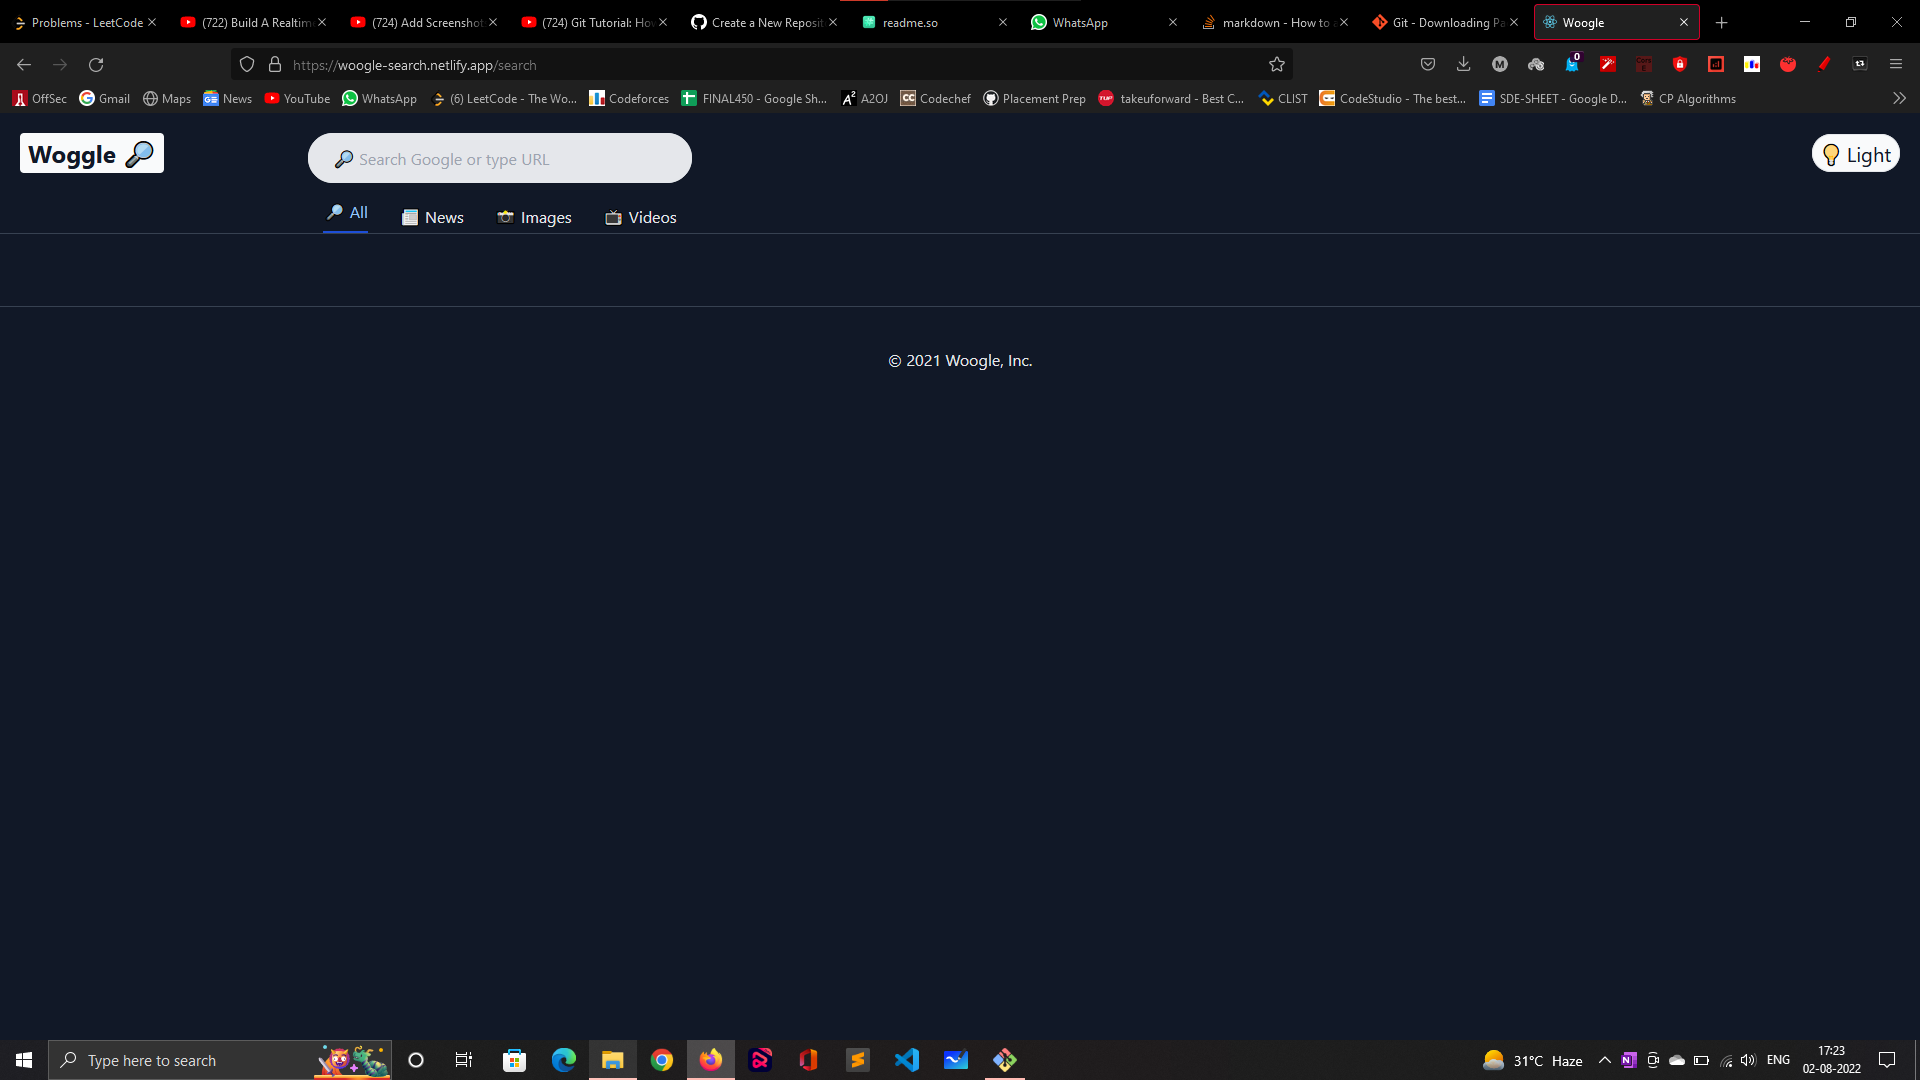 Problems - LeetCode
(722) Build A Realtim
(724) Add Screenshot
(724) Git Tutorial: Ho
Create a New Reposit
readme.so
WhatsApp
markdown - How to
Git - Downloading Pa
Woogle
https://woogle-search.netlify.app/search
0
OffSec
Gmail
Maps
News
YouTube
WhatsApp
(6) LeetCode - The Wo...
Codeforces
FINAL450 - Google Sh...
A2OJ
Codechef
Placement Prep
takeuforward - Best C...
CLIST
CodeStudio - The best...
SDE-SHEET - Google D...
CP Algorithms
Woggle
Search Google or type URL
Light
All
News
Images
Videos
© 2021 Woogle, Inc.
Type here to search
31°C Haze
ENG
17:23
02-08-2022